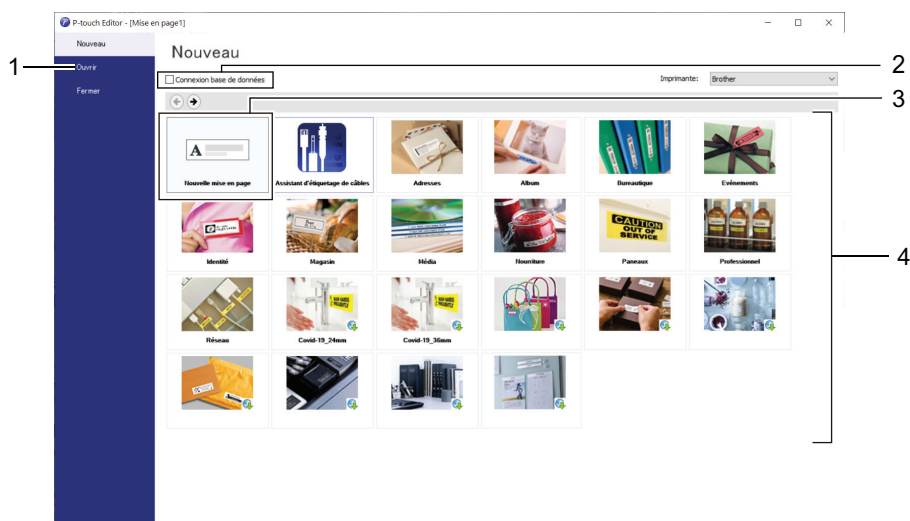 P-touch Editor - [Mise en page1]
Nouveau
Ouvrir
Fermer
Nouveau
Connexion base de données
Imprimante: Brother
1
2
3
4
A
Nouvelle mise en page
Assistant d'étiquetage de câbles
Adresses
Album
Bureautique
Evènements
CAUTION
OUT OF
SERVICE
Identité
Magasin
Média
Nourriture
Panneaux
Professionnel
Réseau
Covid-19_24mm
Covid-19_36mm